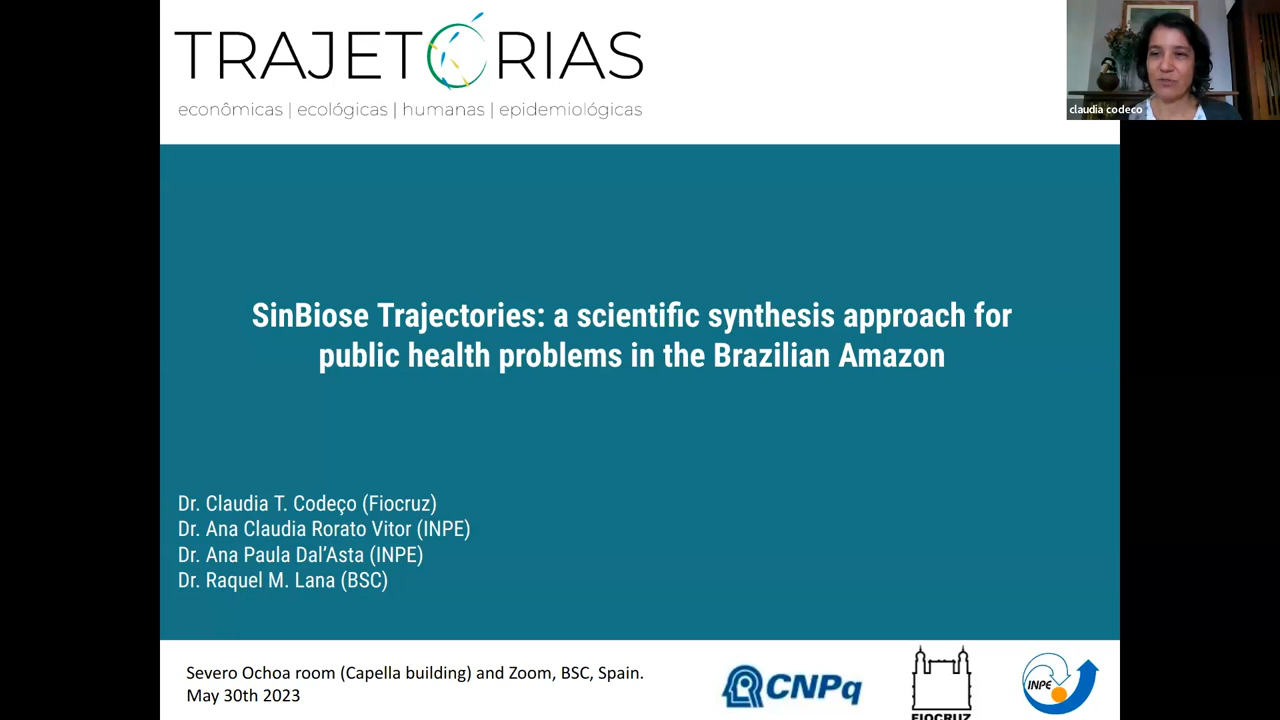 TRAJETÓRIAS
econômicas | ecológicas | humanas | epidemiológicas
claudia codeco
SinBiose Trajectories: a scientific synthesis approach for
public health problems in the Brazilian Amazon
Dr. Claudia T. Codeço (Fiocruz)
Dr. Ana Claudia Rorato Vitor (INPE)
Dr. Ana Paula Dal’Asta (INPE)
Dr. Raquel M. Lana (BSC)
Severo Ochoa room (Capella building) and Zoom, BSC, Spain.
May 30th 2023
CNPq
FIOCRUZ
INPE